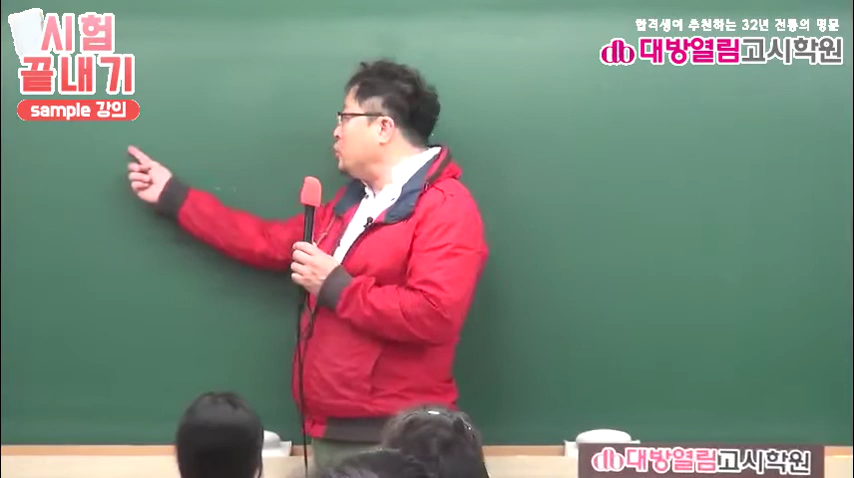 시험
끝내기
sample 강의
합격생이 추천하는 32년 전통의 명문
db 대방열림고시학원
db 대방열림고시학원